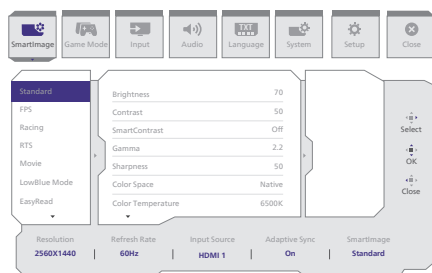 TXT
SmartImage Game Mode Input Audio Language System Setup Close
Standard
FPS
Racing
RTS
Movie
LowBlue Mode
EasyRead
Brightness 70
Contrast 50
SmartContrast Off
Gamma 2.2
Sharpness 50
Color Space Native
Color Temperature 6500K
Select
OK
Close
Resolution Refresh Rate Input Source Adaptive Sync SmartImage
2560X1440 | 60Hz | HDMI 1 | On | Standard